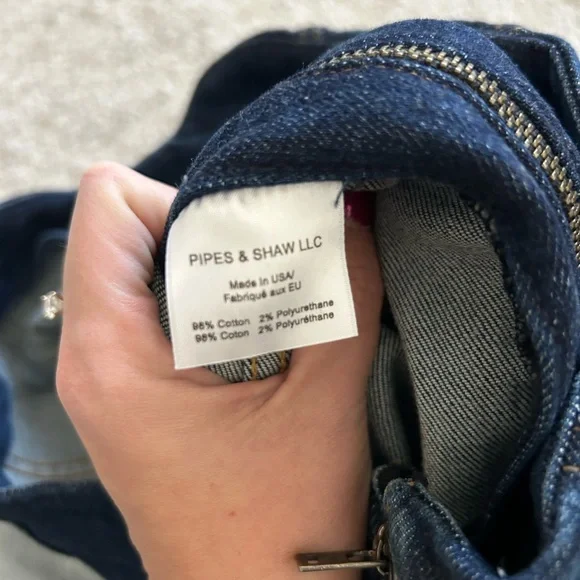 PIPES & SHAW LLC
Made in USA/
Fabriqué aux EU
98% Cotton 2% Polyurethane
98% Coton 2% Polyuréthane